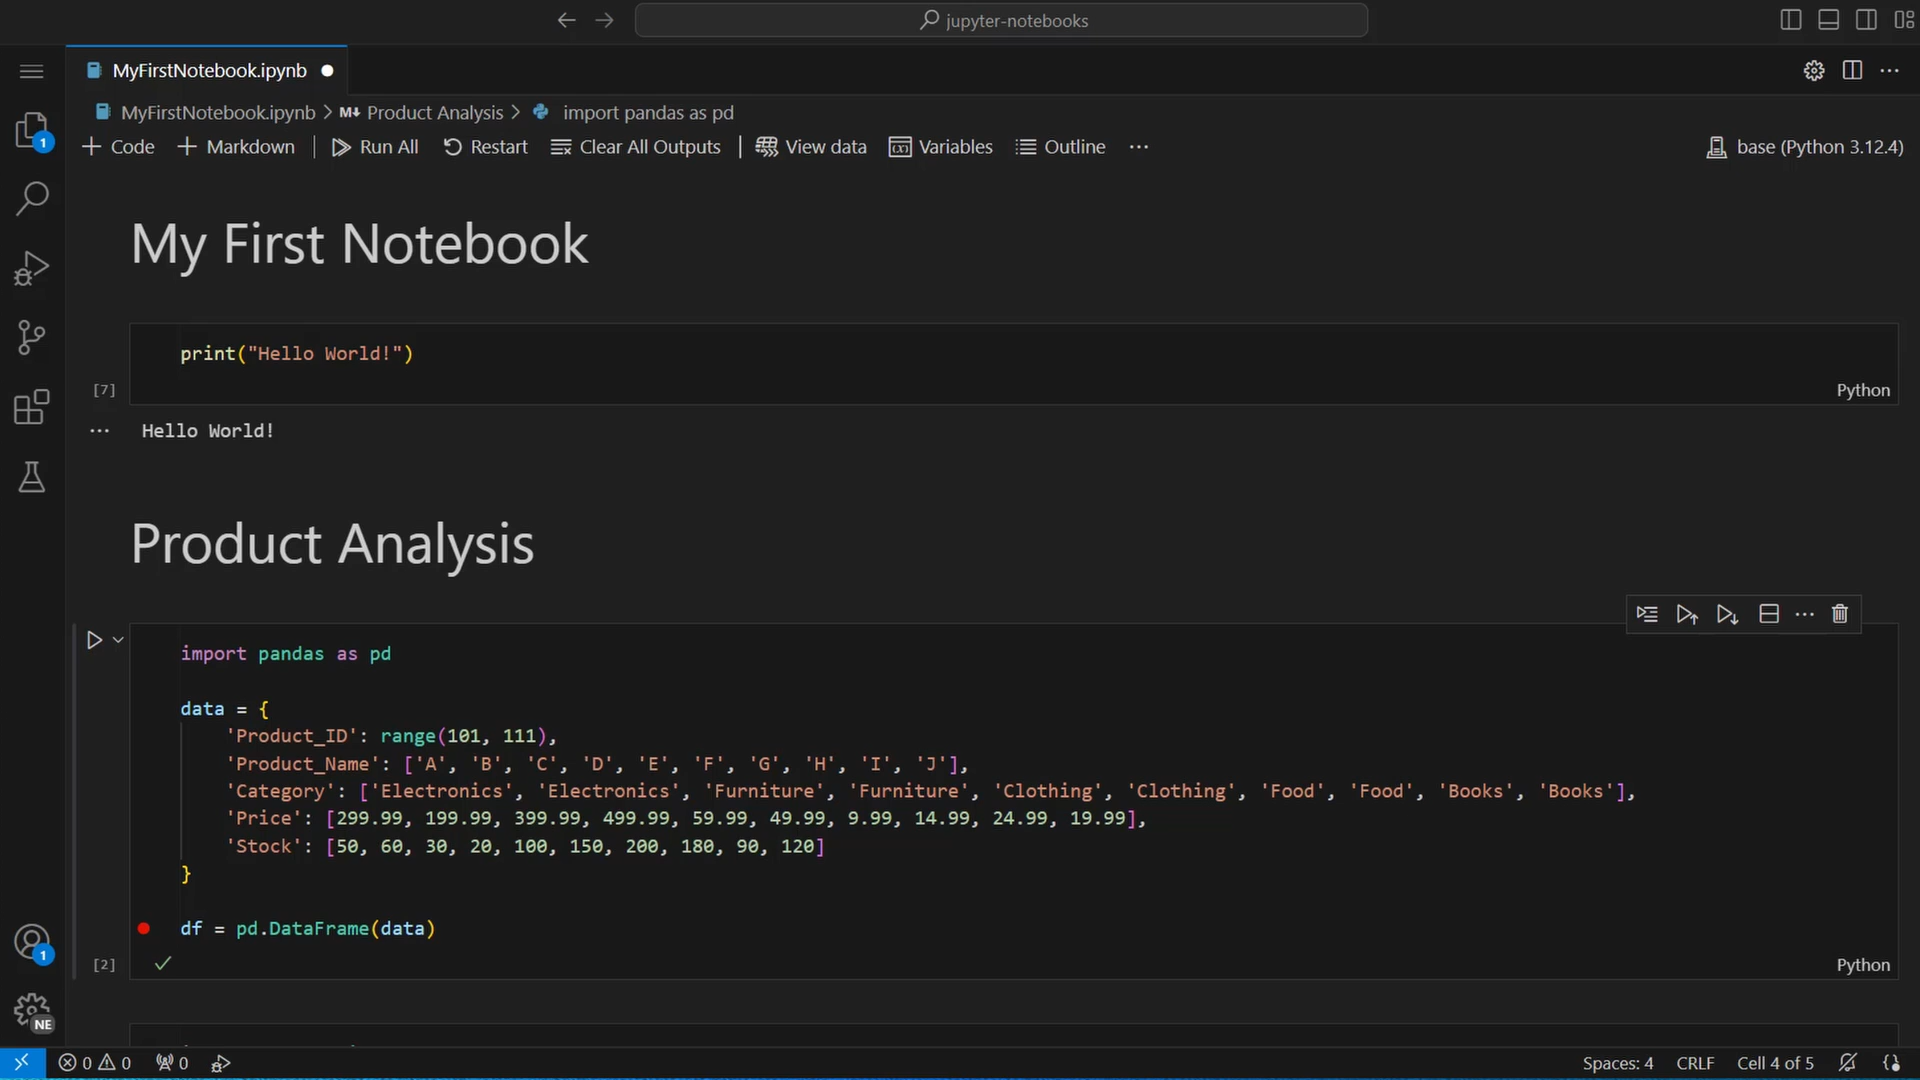 jupyter-notebooks
MyFirstNotebook.ipynb
MyFirstNotebook.ipynb > M↓ Product Analysis > import pandas as pd
+ Code + Markdown | Run All Restart Clear All Outputs | View data Variables Outline ... base (Python 3.12.4)
My First Notebook
print("Hello World!")
[7] Python
... Hello World!
Product Analysis
import pandas as pd
data = {
'Product_ID': range(101, 111),
'Product_Name': ['A', 'B', 'C', 'D', 'E', 'F', 'G', 'H', 'I', 'J'],
'Category': ['Electronics', 'Electronics', 'Furniture', 'Furniture', 'Clothing', 'Clothing', 'Food', 'Food', 'Books', 'Books'],
'Price': [299.99, 199.99, 399.99, 499.99, 59.99, 49.99, 9.99, 14.99, 24.99, 19.99],
'Stock': [50, 60, 30, 20, 100, 150, 200, 180, 90, 120]
}
df = pd.DataFrame(data)
[2] Python
1
1
NE
0 0 0 Spaces: 4 CRLF Cell 4 of 5